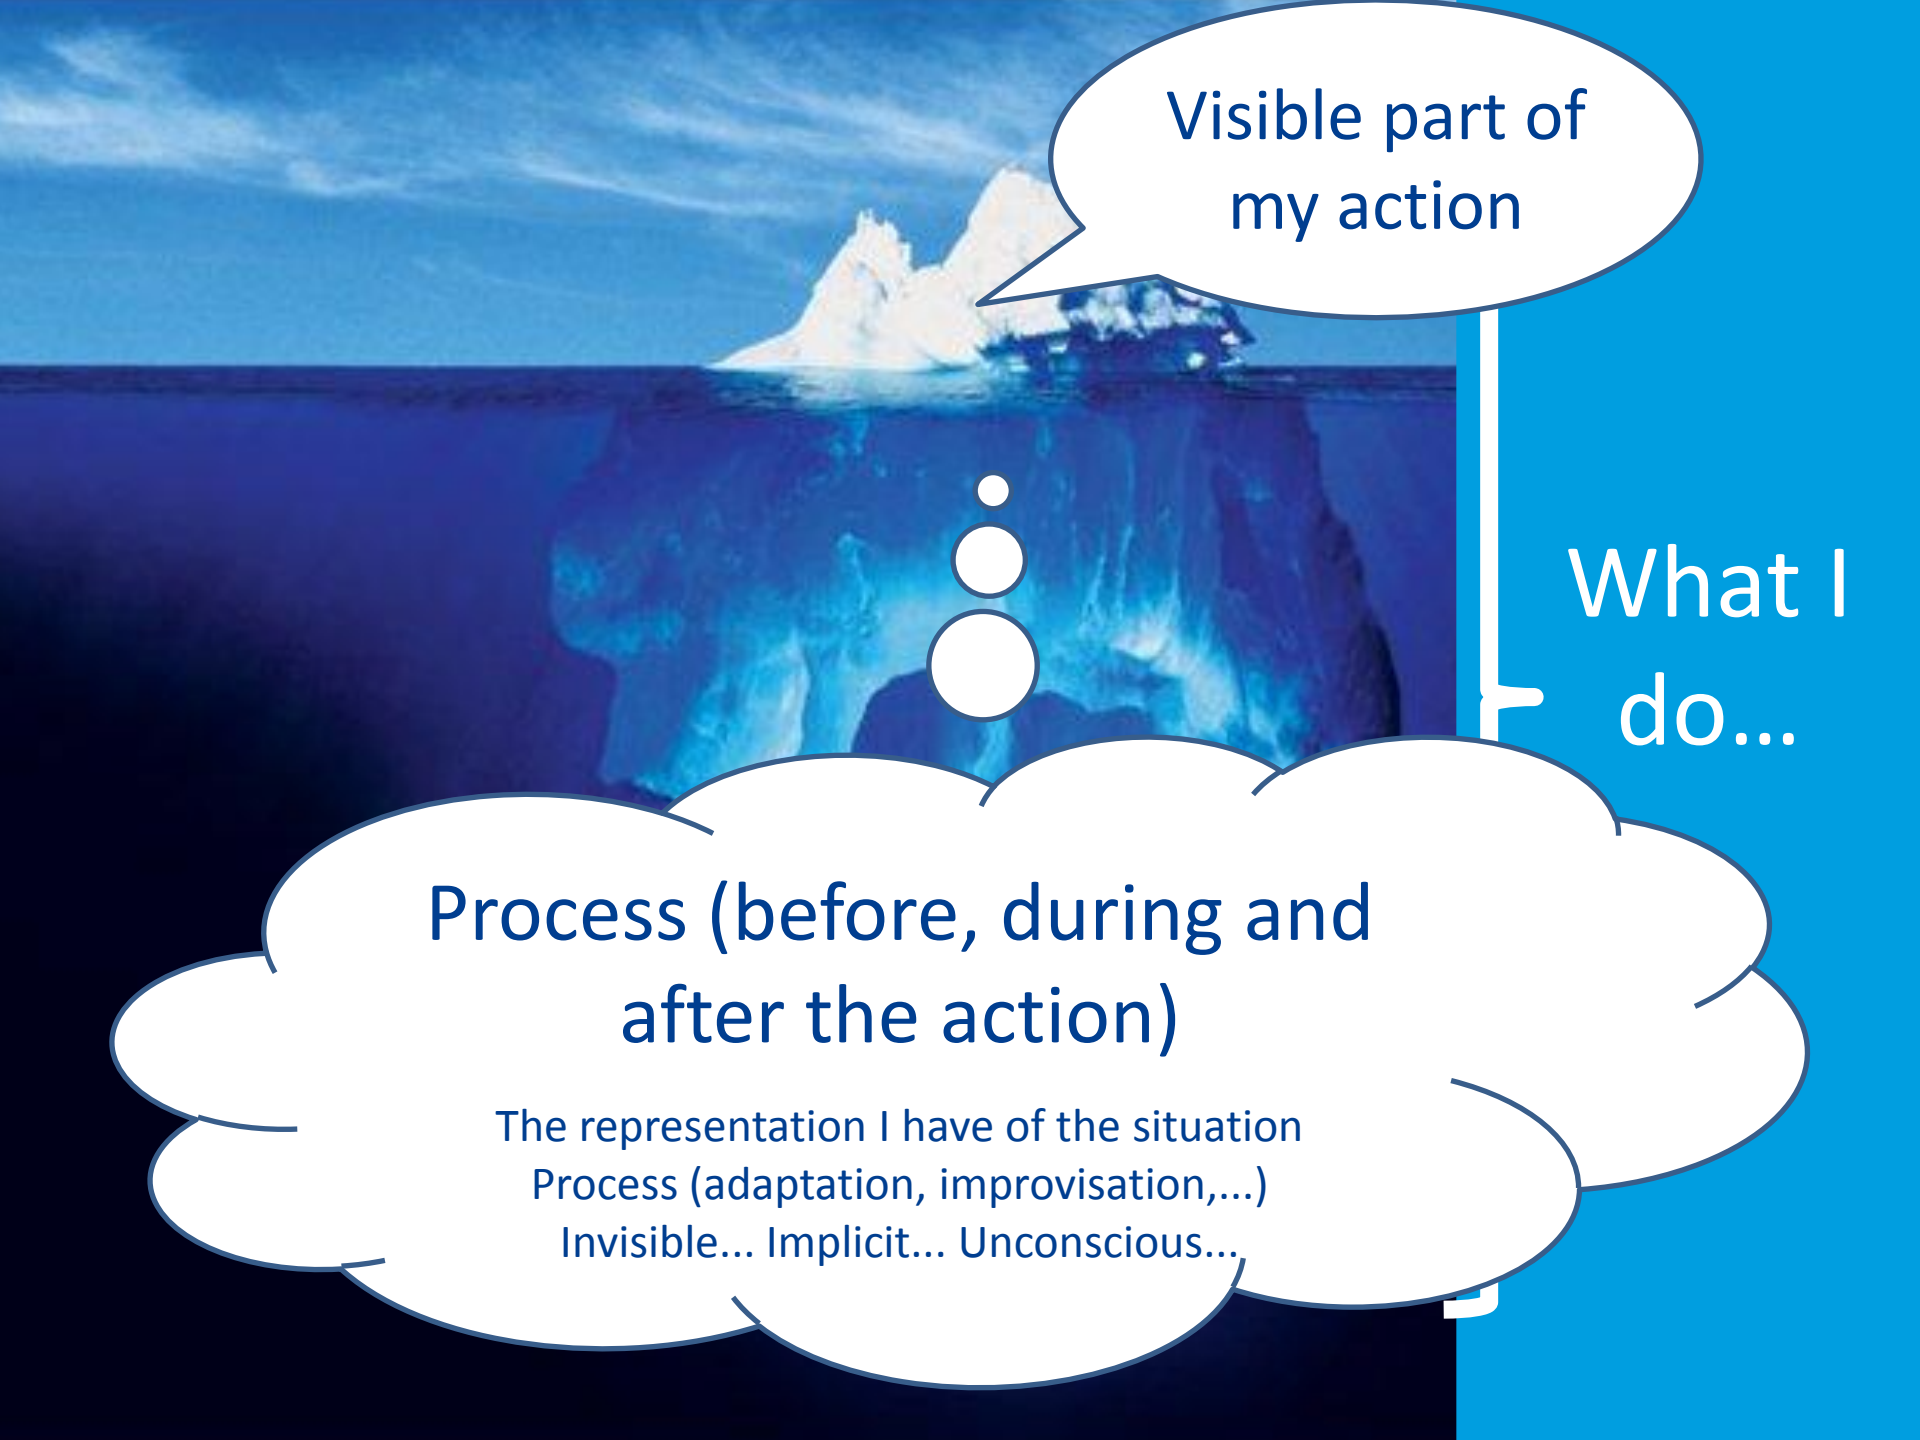 Visible part of
my action
What I
do...
Process (before, during and
after the action)
The representation I have of the situation
Process (adaptation, improvisation,...)
Invisible... Implicit... Unconscious...